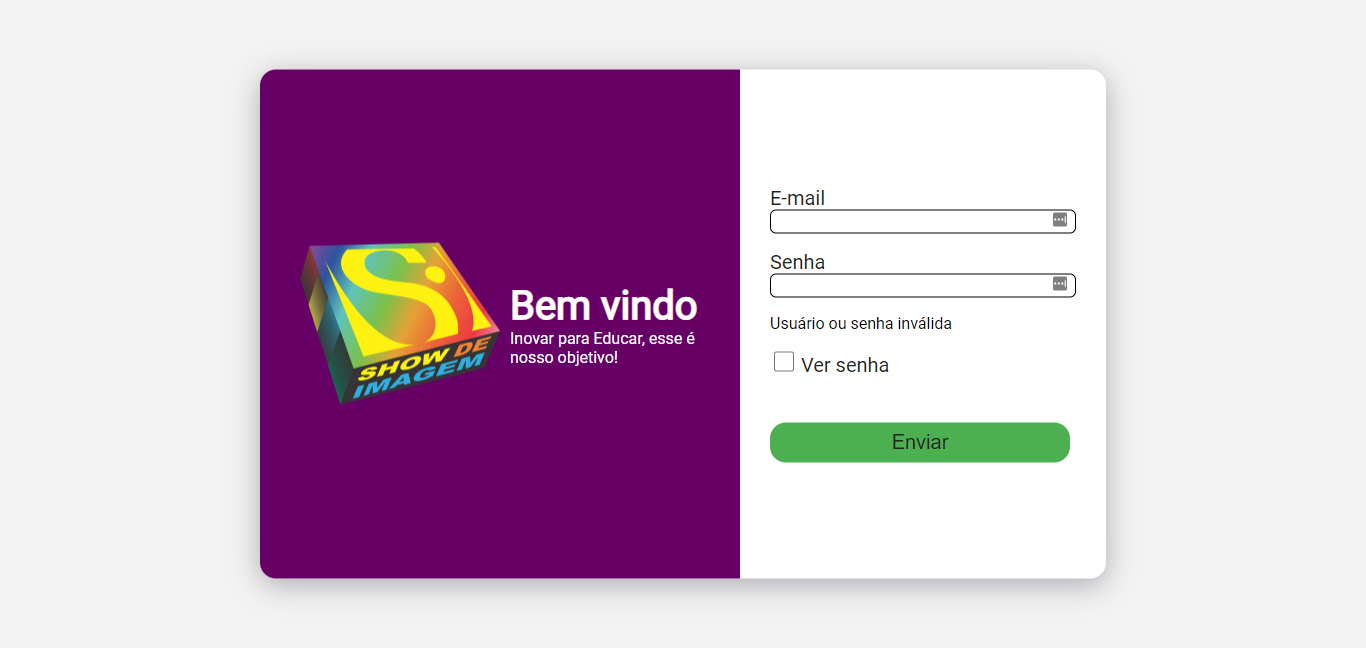 SHOW DE
IMAGEM
Bem vindo
Inovar para Educar, esse é
nosso objetivo!
E-mail
Senha
Usuário ou senha inválida
Ver senha
Enviar